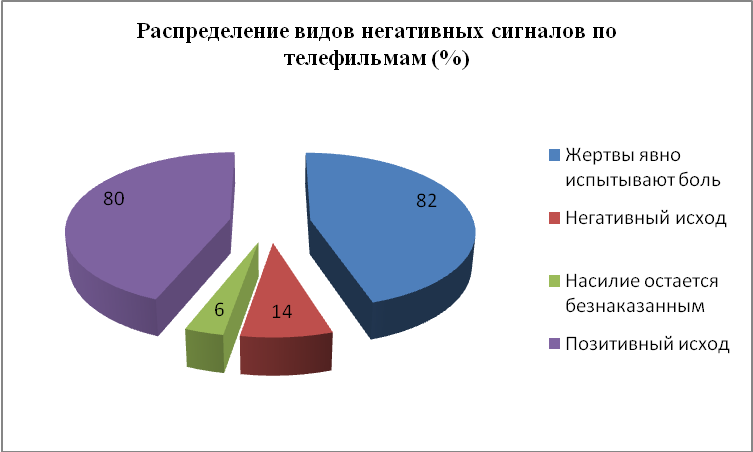 Распределение видов негативных сигналов по
телефильмам (%)
80
82
6
14
Жертвы явно
испытывают боль
Негативный исход
Насилие остается
безнаказанным
Позитивный исход